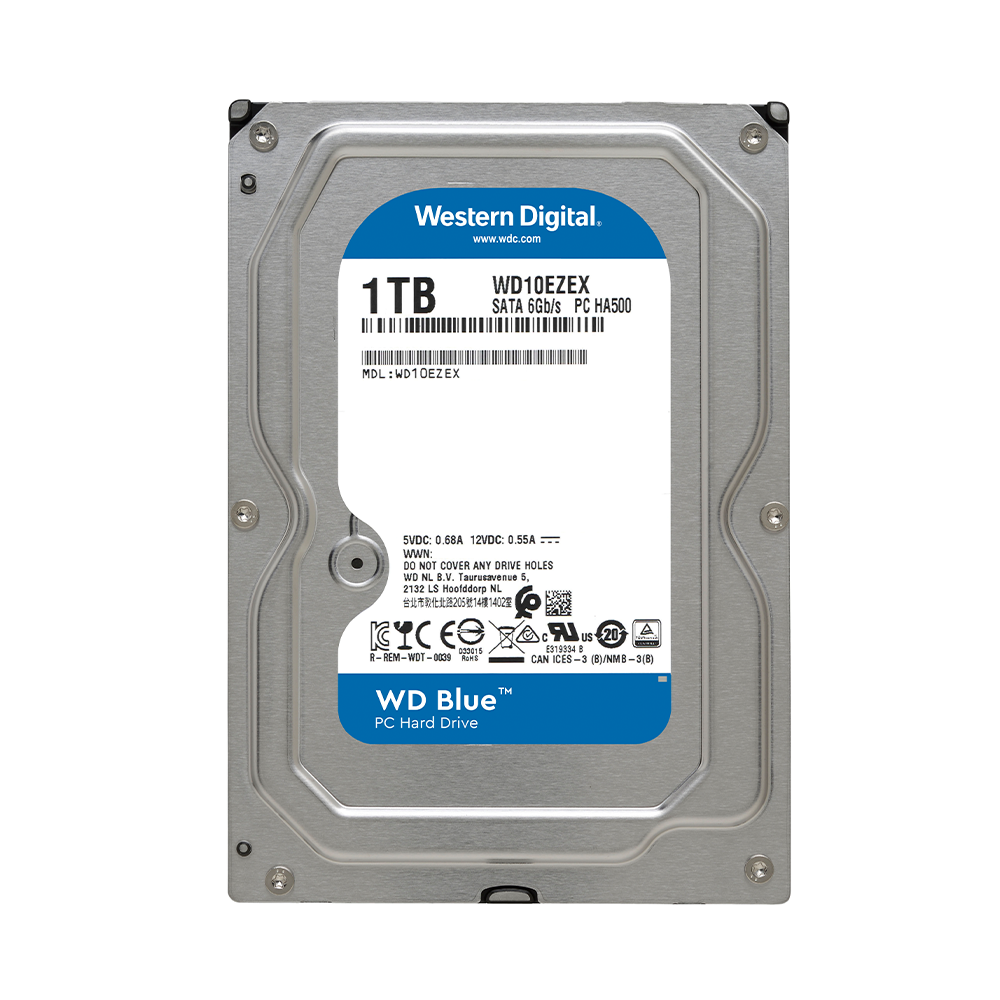 Western Digital®
www.wdc.com
1TB
WD10EZEX
SATA 6Gb/s PC HA500
MDL:WD10EZEX
5VDC: 0.68A 12VDC: 0.55A
WWN:
DO NOT COVER ANY DRIVE HOLES
WD NL B.V. Taurusavenue 5,
2132 LS Hoofddorp NL
台北市敦化北路205號14樓1402室
20
R-REM-WDT-0039
D33015
RoHS
C US
E319334 B
CAN ICES-3 (B)/NMB-3(B)
WD Blue™
PC Hard Drive